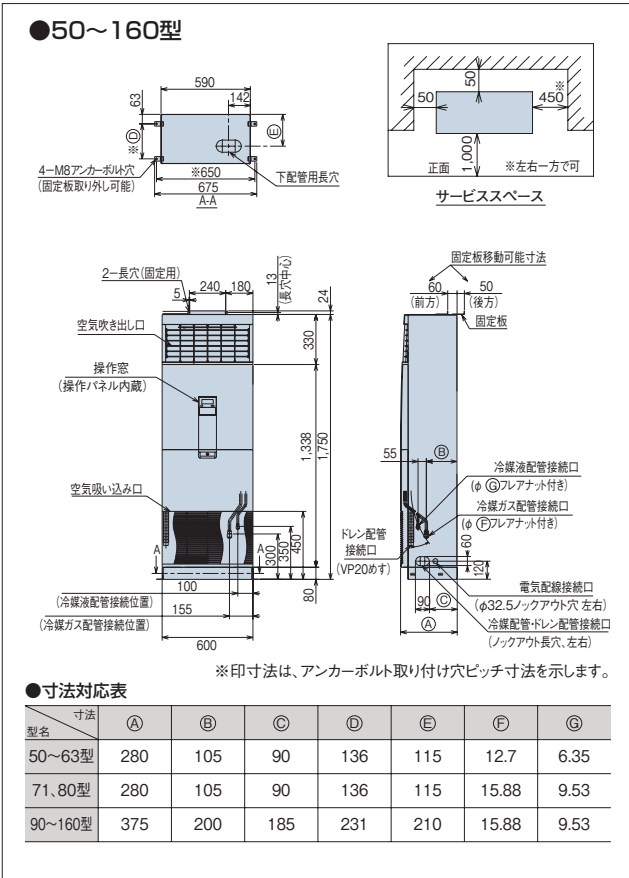 ●50～160型
590
142
63
※Ⓓ
Ⓔ
4－M8アンカーボルト穴
(固定板取り外し可能)
※650
675
A-A
下配管用長穴
50
50
450※
1,000
正面
※左右一方で可
サービススペース
2－長穴(固定用)
240
180
5
13
(長穴中心)
24
空気吹き出し口
330
操作窓
(操作パネル内蔵)
1,338
1,750
空気吸い込み口
300
350
450
A
A
80
100
(冷媒液配管接続位置)
155
(冷媒ガス配管接続位置)
600
固定板移動可能寸法
60
50
(前方)
(後方)
固定板
55
Ⓑ
冷媒液配管接続口
(φⒼフレアナット付き)
冷媒ガス配管接続口
(φⒻフレアナット付き)
ドレン配管
接続口
(VP20めす)
60
120
90
Ⓒ
Ⓐ
電気配線接続口
(φ32.5ノックアウト穴 左右)
冷媒配管・ドレン配管接続口
(ノックアウト長穴、左右)
※印寸法は、アンカーボルト取り付け穴ピッチ寸法を示します。
●寸法対応表
型名 寸法 Ⓐ Ⓑ Ⓒ Ⓓ Ⓔ Ⓕ Ⓖ
50～63型 280 105 90 136 115 12.7 6.35
71、80型 280 105 90 136 115 15.88 9.53
90～160型 375 200 185 231 210 15.88 9.53